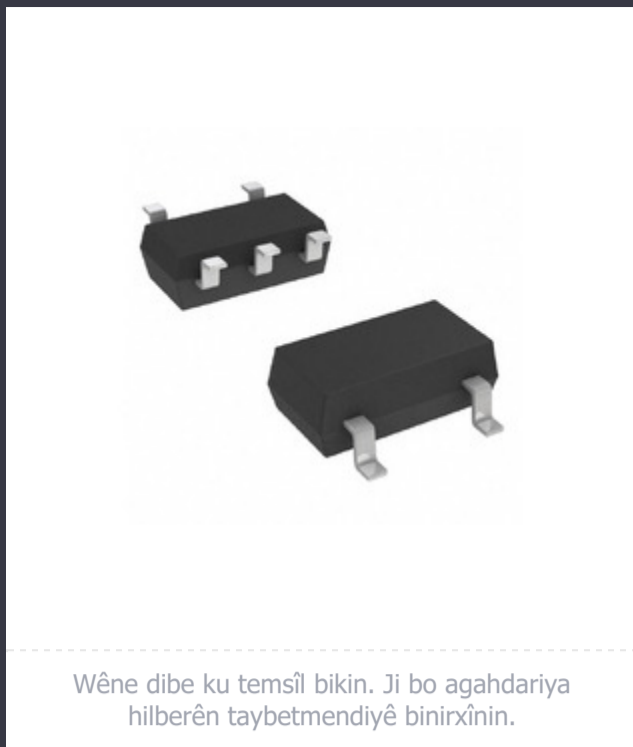 Wêne dibe ku temsîl bikin. Ji bo agahdariya
hilberên taybetmendiyê binirxînin.